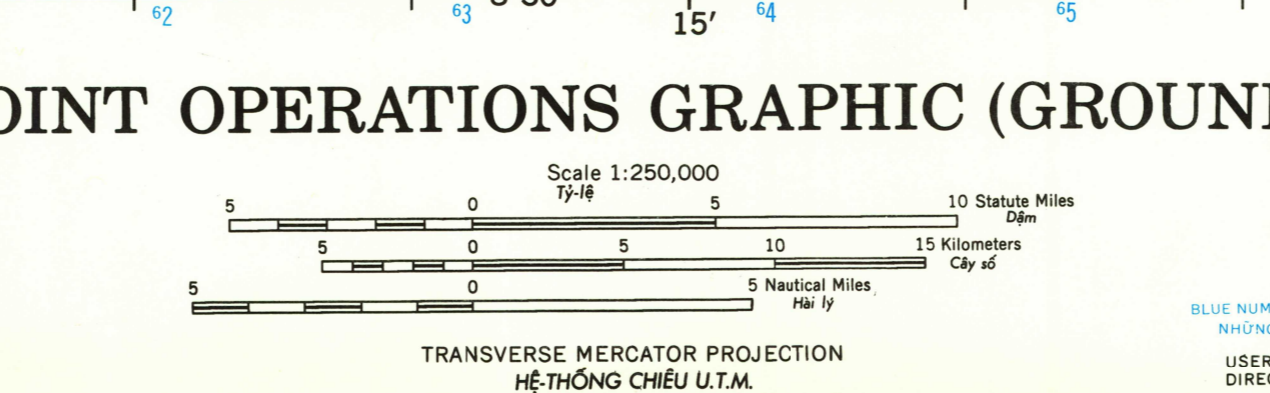 62 63 64 65
15′
OINT OPERATIONS GRAPHIC (GROUN
Scale 1:250,000
Tỷ-lệ
5 0 5 10 Statute Miles
Dặm
5 0 5 10 15 Kilometers
Cây số
5 0 5 Nautical Miles
Hải lý
BLUE NUM
NHỮNG
TRANSVERSE MERCATOR PROJECTION
HỆ-THỐNG CHIẾU U.T.M.
USER
DIREC